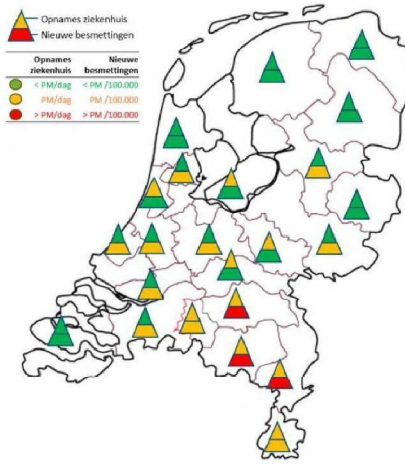 Opnames ziekenhuis
Nieuwe besmettingen
Opnames ziekenhuis Nieuwe besmettingen
< PM/dag < PM /100.000
PM/dag PM /100.000
> PM/dag > PM /100.000